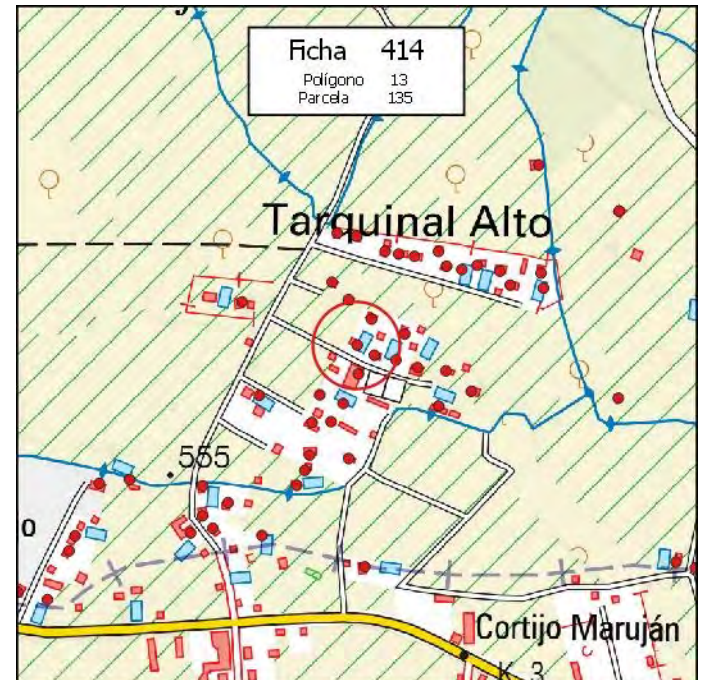 Ficha 414
Polígono 13
Parcela 135
Tarquinal Alto
555
o
Cortijo Maruján
K. 3